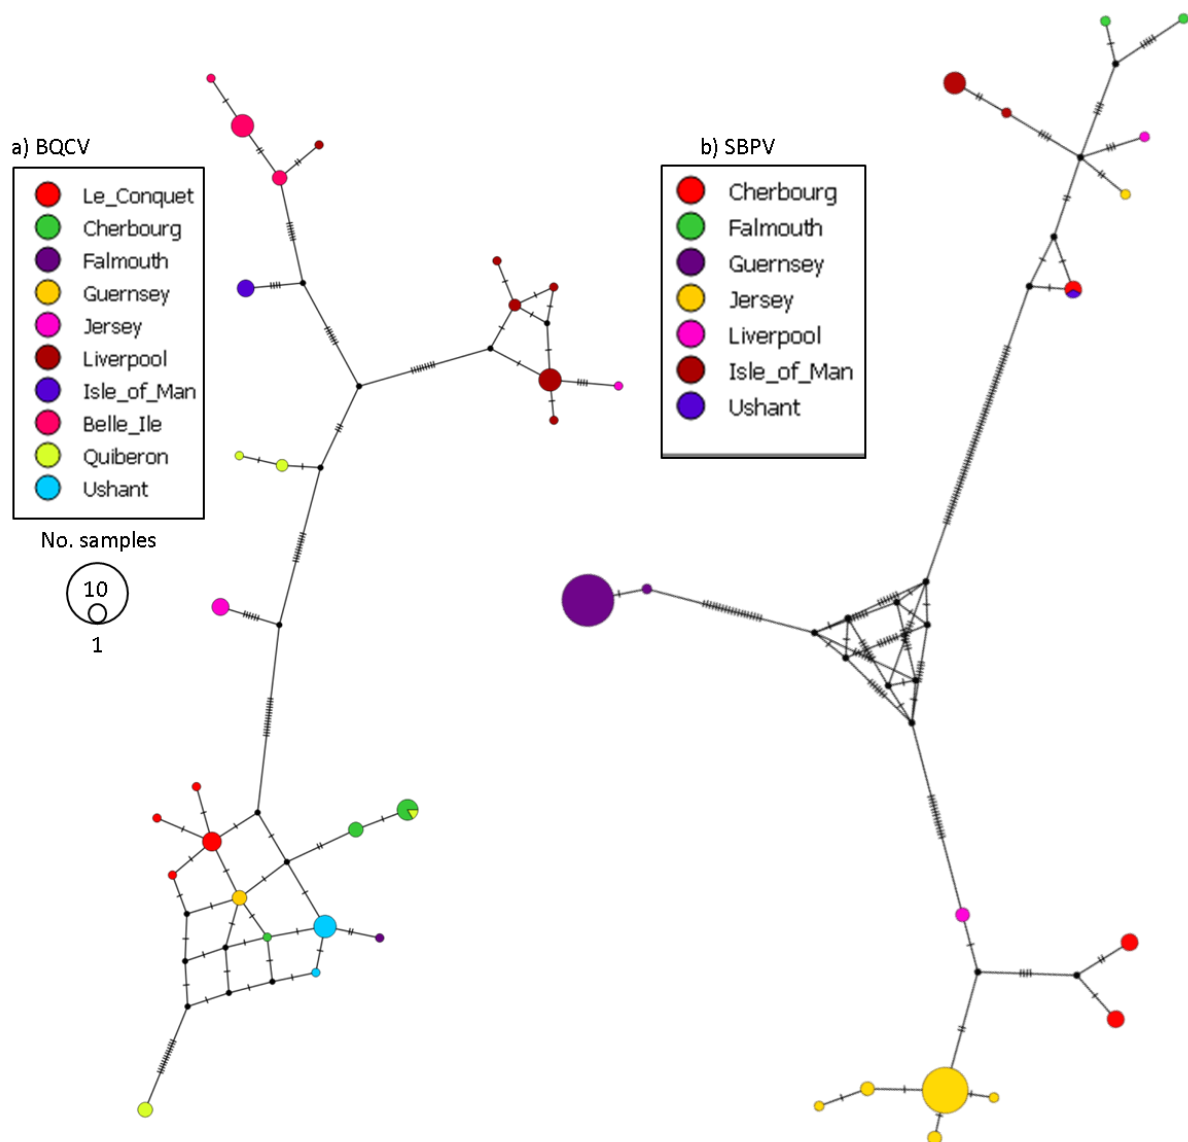 a) BQCV
Le_Conquet
Cherbourg
Falmouth
Guernsey
Jersey
Liverpool
Isle_of_Man
Belle_Ile
Quiberon
Ushant
No. samples
10
1
b) SBPV
Cherbourg
Falmouth
Guernsey
Jersey
Liverpool
Isle_of_Man
Ushant